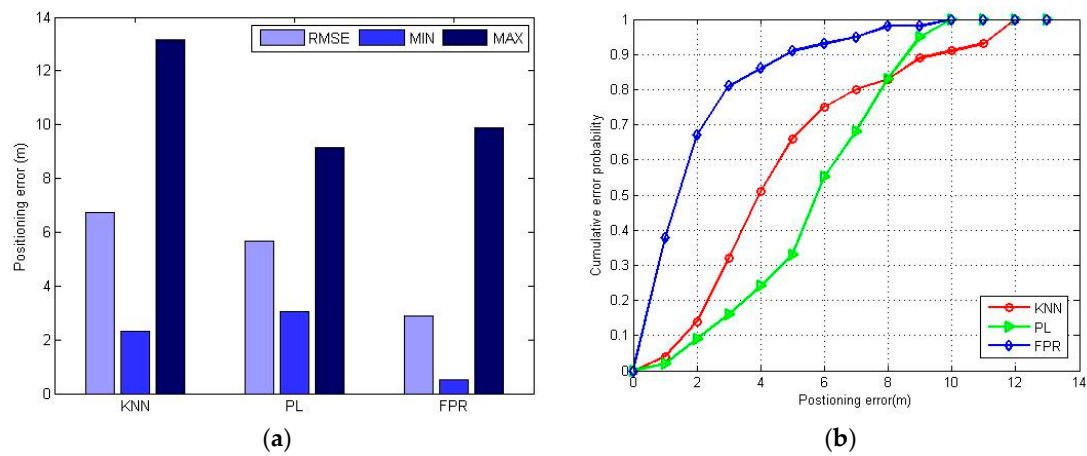 14
12
10
8
6
4
2
0
Positioning error (m)
RMSE MIN MAX
KNN PL FPR
(a)
1
0.9
0.8
0.7
0.6
0.5
0.4
0.3
0.2
0.1
0
Cumulative error probability
KNN
PL
FPR
0 2 4 6 8 10 12 14
Postioning error(m)
(b)